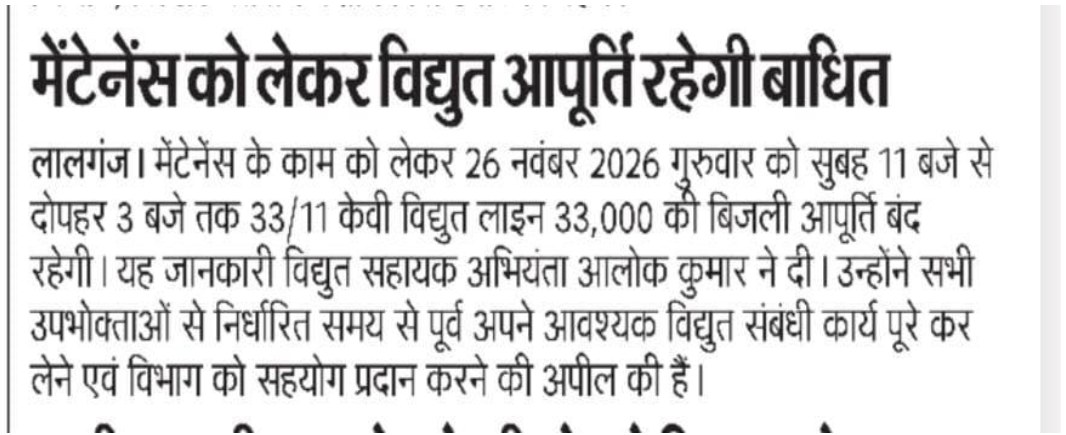 मेंटेनेंस को लेकर विद्युत आपूर्ति रहेगी बाधित
लालगंज। मेंटेनेंस के काम को लेकर 26 नवंबर 2026 गुरुवार को सुबह 11 बजे से
दोपहर 3 बजे तक 33/11 केवी विद्युत लाइन 33,000 की बिजली आपूर्ति बंद
रहेगी। यह जानकारी विद्युत सहायक अभियंता आलोक कुमार ने दी। उन्होंने सभी
उपभोक्ताओं से निर्धारित समय से पूर्व अपने आवश्यक विद्युत संबंधी कार्य पूरे कर
लेने एवं विभाग को सहयोग प्रदान करने की अपील की हैं।